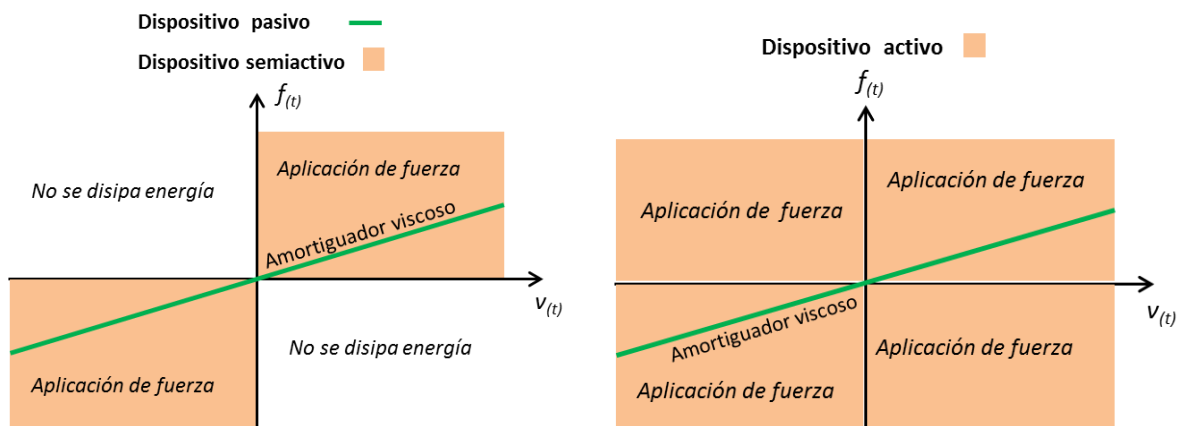 Dispositivo pasivo
Dispositivo semiactivo
f(t)
Aplicación de fuerza
No se disipa energía
Amortiguador viscoso
v(t)
No se disipa energía
Aplicación de fuerza
Dispositivo activo
f(t)
Aplicación de fuerza
Aplicación de fuerza
v(t)
Amortiguador viscoso
Aplicación de fuerza
Aplicación de fuerza